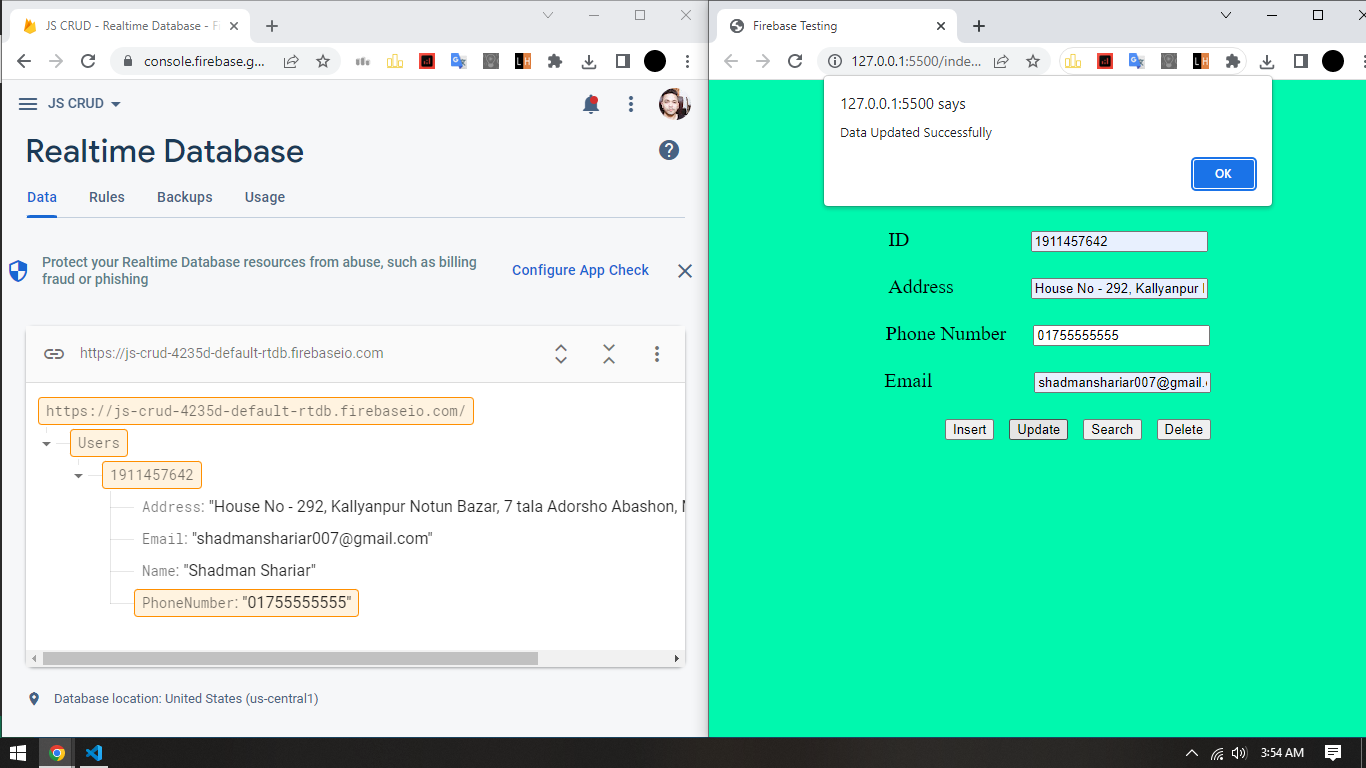 JS CRUD - Realtime Database - F
console.firebase.g...
JS CRUD
Realtime Database
Data
Rules
Backups
Usage
Protect your Realtime Database resources from abuse, such as billing
fraud or phishing
Configure App Check
https://js-crud-4235d-default-rtdb.firebaseio.com
https://js-crud-4235d-default-rtdb.firebaseio.com/
Users
1911457642
Address: "House No - 292, Kallyanpur Notun Bazar, 7 tala Adorsho Abashon,
Email: "shadmanshariar007@gmail.com"
Name: "Shadman Shariar"
PhoneNumber: "01755555555"
Database location: United States (us-central1)
Firebase Testing
127.0.0.1:5500/inde...
127.0.0.1:5500 says
Data Updated Successfully
OK
ID
1911457642
Address
House No - 292, Kallyanpur
Phone Number
01755555555
Email
shadmanshariar007@gmail.
Insert
Update
Search
Delete
3:54 AM